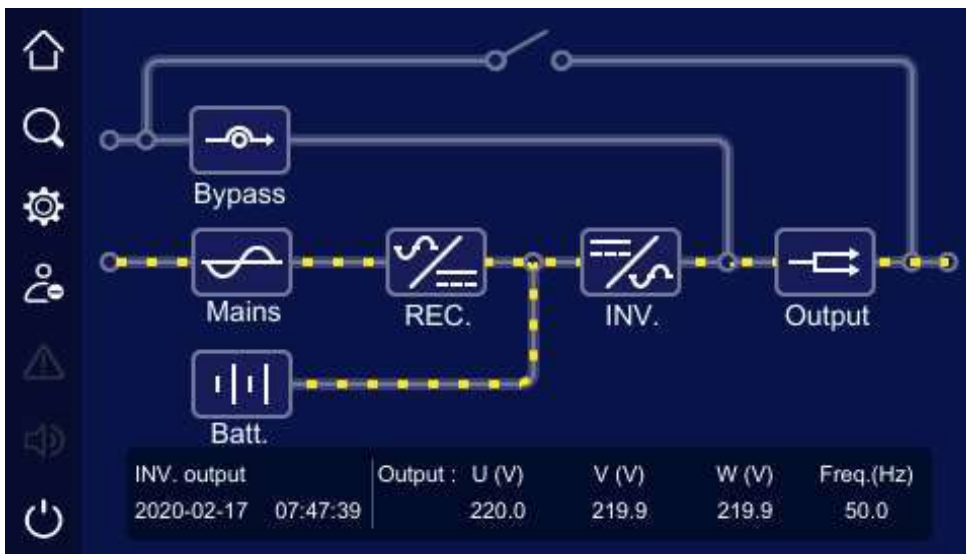 Bypass
Mains
REC.
INV.
Output
Batt.
INV. output
2020-02-17 07:47:39
Output : U (V) V (V) W (V) Freq.(Hz)
220.0 219.9 219.9 50.0